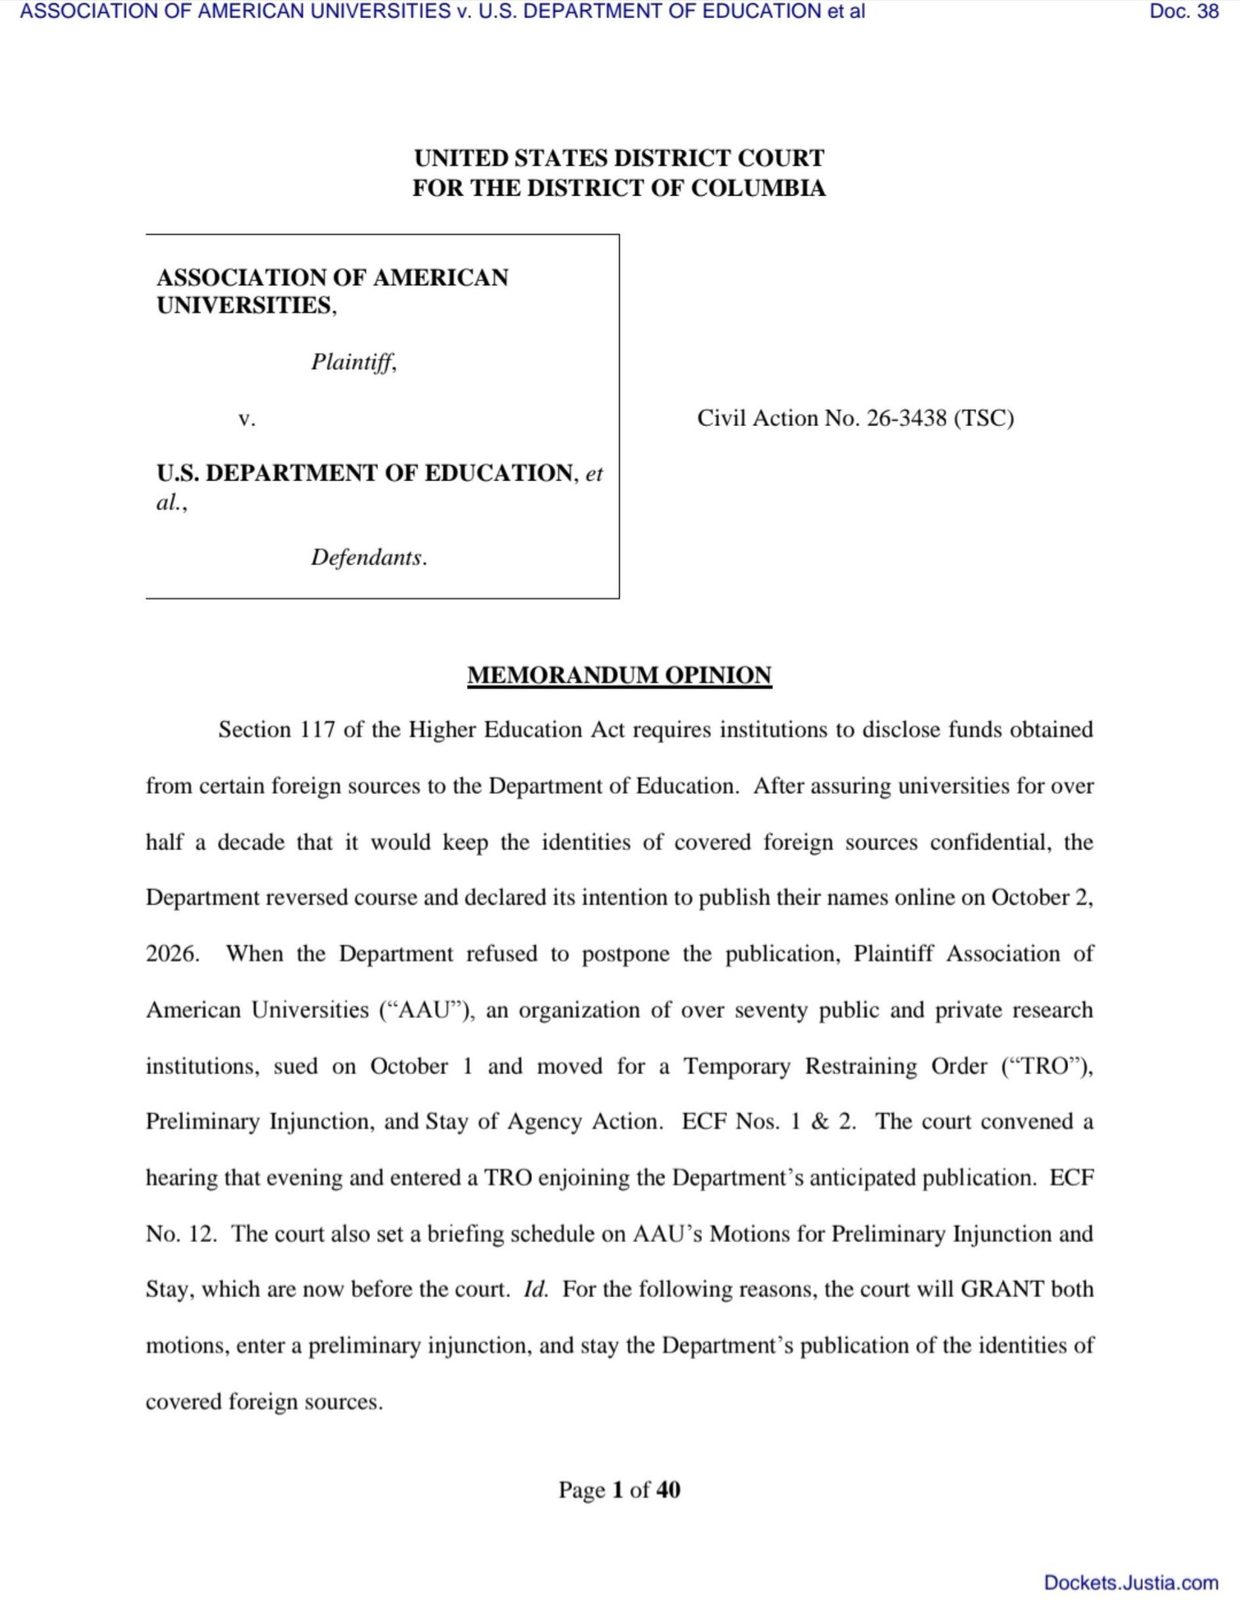 ASSOCIATION OF AMERICAN UNIVERSITIES v. U.S. DEPARTMENT OF EDUCATION et al Doc. 38
UNITED STATES DISTRICT COURT
FOR THE DISTRICT OF COLUMBIA
ASSOCIATION OF AMERICAN
UNIVERSITIES,
Plaintiff,
v.
Civil Action No. 26-3438 (TSC)
U.S. DEPARTMENT OF EDUCATION, et
al.,
Defendants.
MEMORANDUM OPINION
Section 117 of the Higher Education Act requires institutions to disclose funds obtained
from certain foreign sources to the Department of Education. After assuring universities for over
half a decade that it would keep the identities of covered foreign sources confidential, the
Department reversed course and declared its intention to publish their names online on October 2,
2026. When the Department refused to postpone the publication, Plaintiff Association of
American Universities (“AAU”), an organization of over seventy public and private research
institutions, sued on October 1 and moved for a Temporary Restraining Order (“TRO”),
Preliminary Injunction, and Stay of Agency Action. ECF Nos. 1 & 2. The court convened a
hearing that evening and entered a TRO enjoining the Department’s anticipated publication. ECF
No. 12. The court also set a briefing schedule on AAU’s Motions for Preliminary Injunction and
Stay, which are now before the court. Id. For the following reasons, the court will GRANT both
motions, enter a preliminary injunction, and stay the Department’s publication of the identities of
covered foreign sources.
Page 1 of 40
Dockets.Justia.com